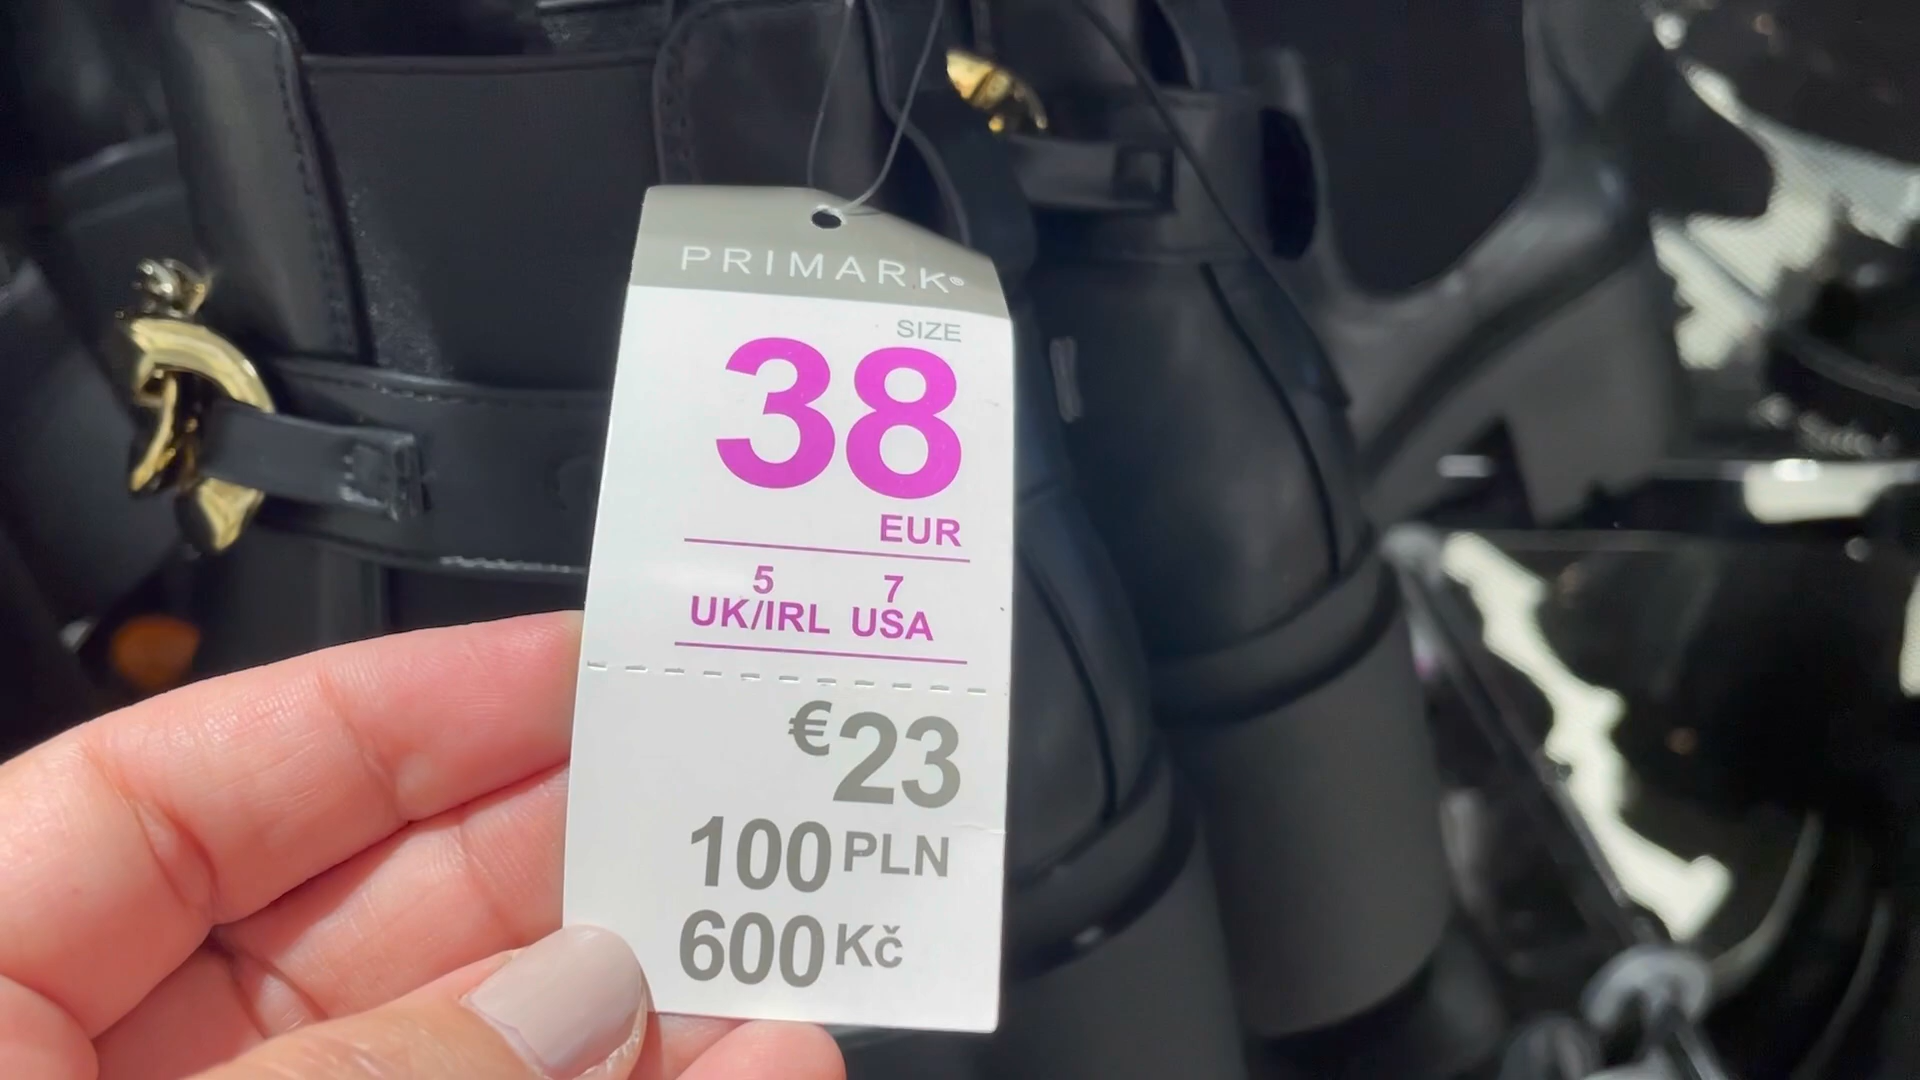 PRIMARK®
SIZE
38
EUR
5 7
UK/IRL USA
€23
100 PLN
600 Kč